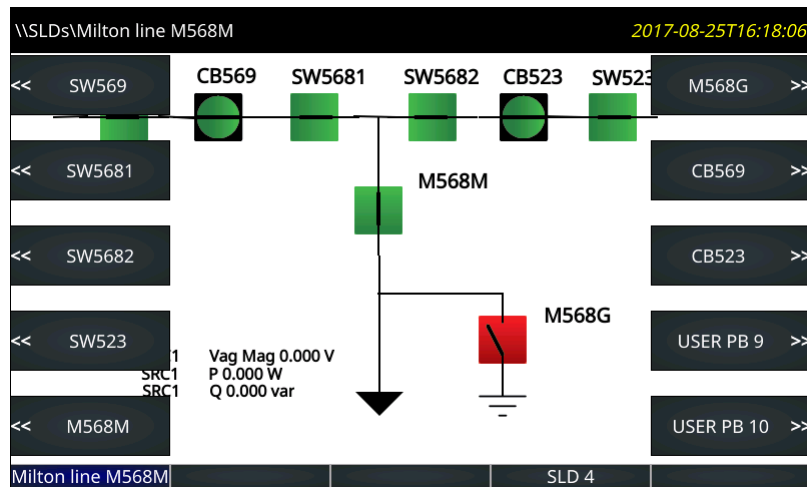 \\SLDs\Milton line M568M 2017-08-25T16:18:06
CB569 SW5681 SW5682 CB523 SW523
<< SW569
M568G >>
<< SW5681
CB569 >>
M568M
<< SW5682
CB523 >>
M568G
<< SW523
USER PB 9 >>
1 Vag Mag 0.000 V
SRC1 P 0.000 W
SRC1 Q 0.000 var
<< M568M
USER PB 10 >>
Milton line M568M SLD 4